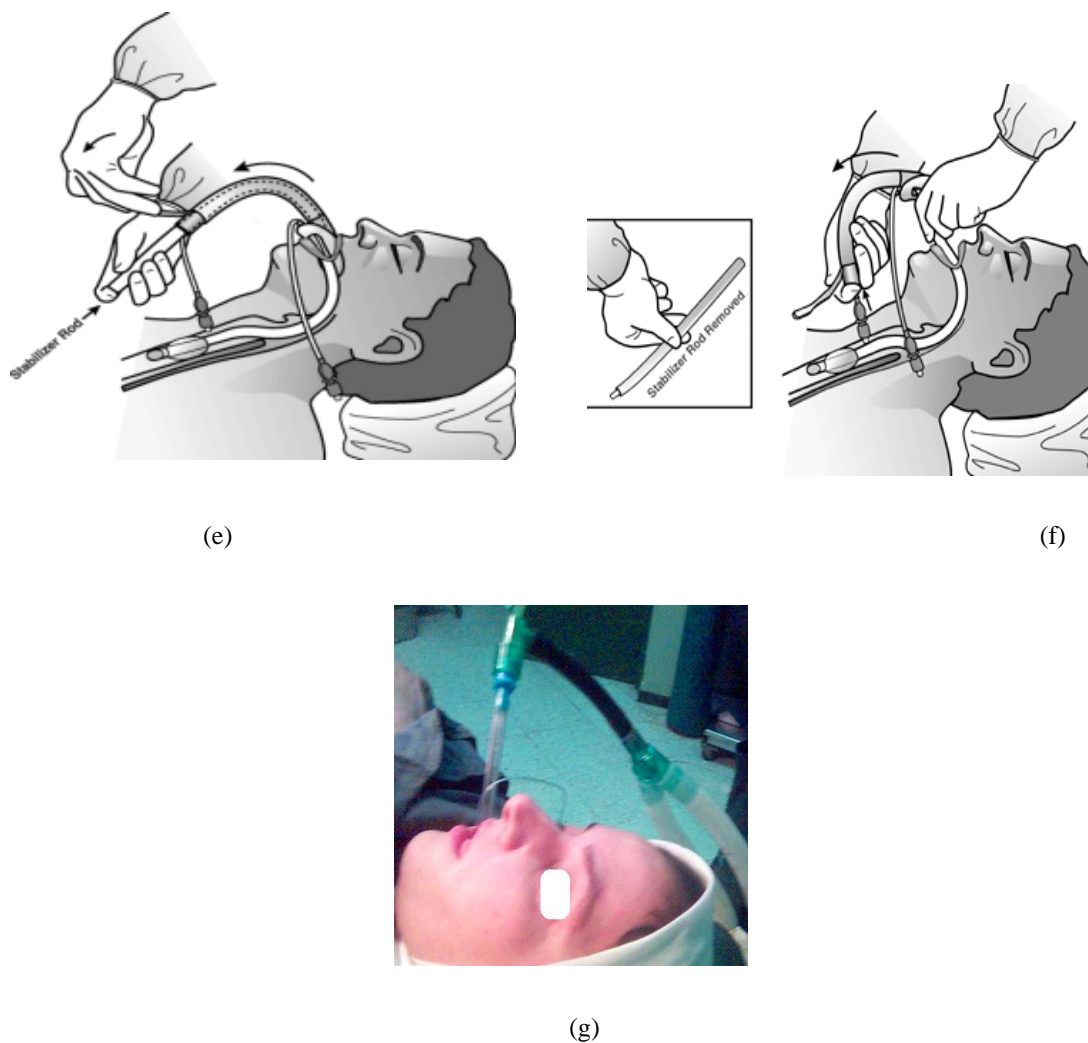 Stabilizer Rod
Stabilizer Rod Removed
(e)
(f)
(g)